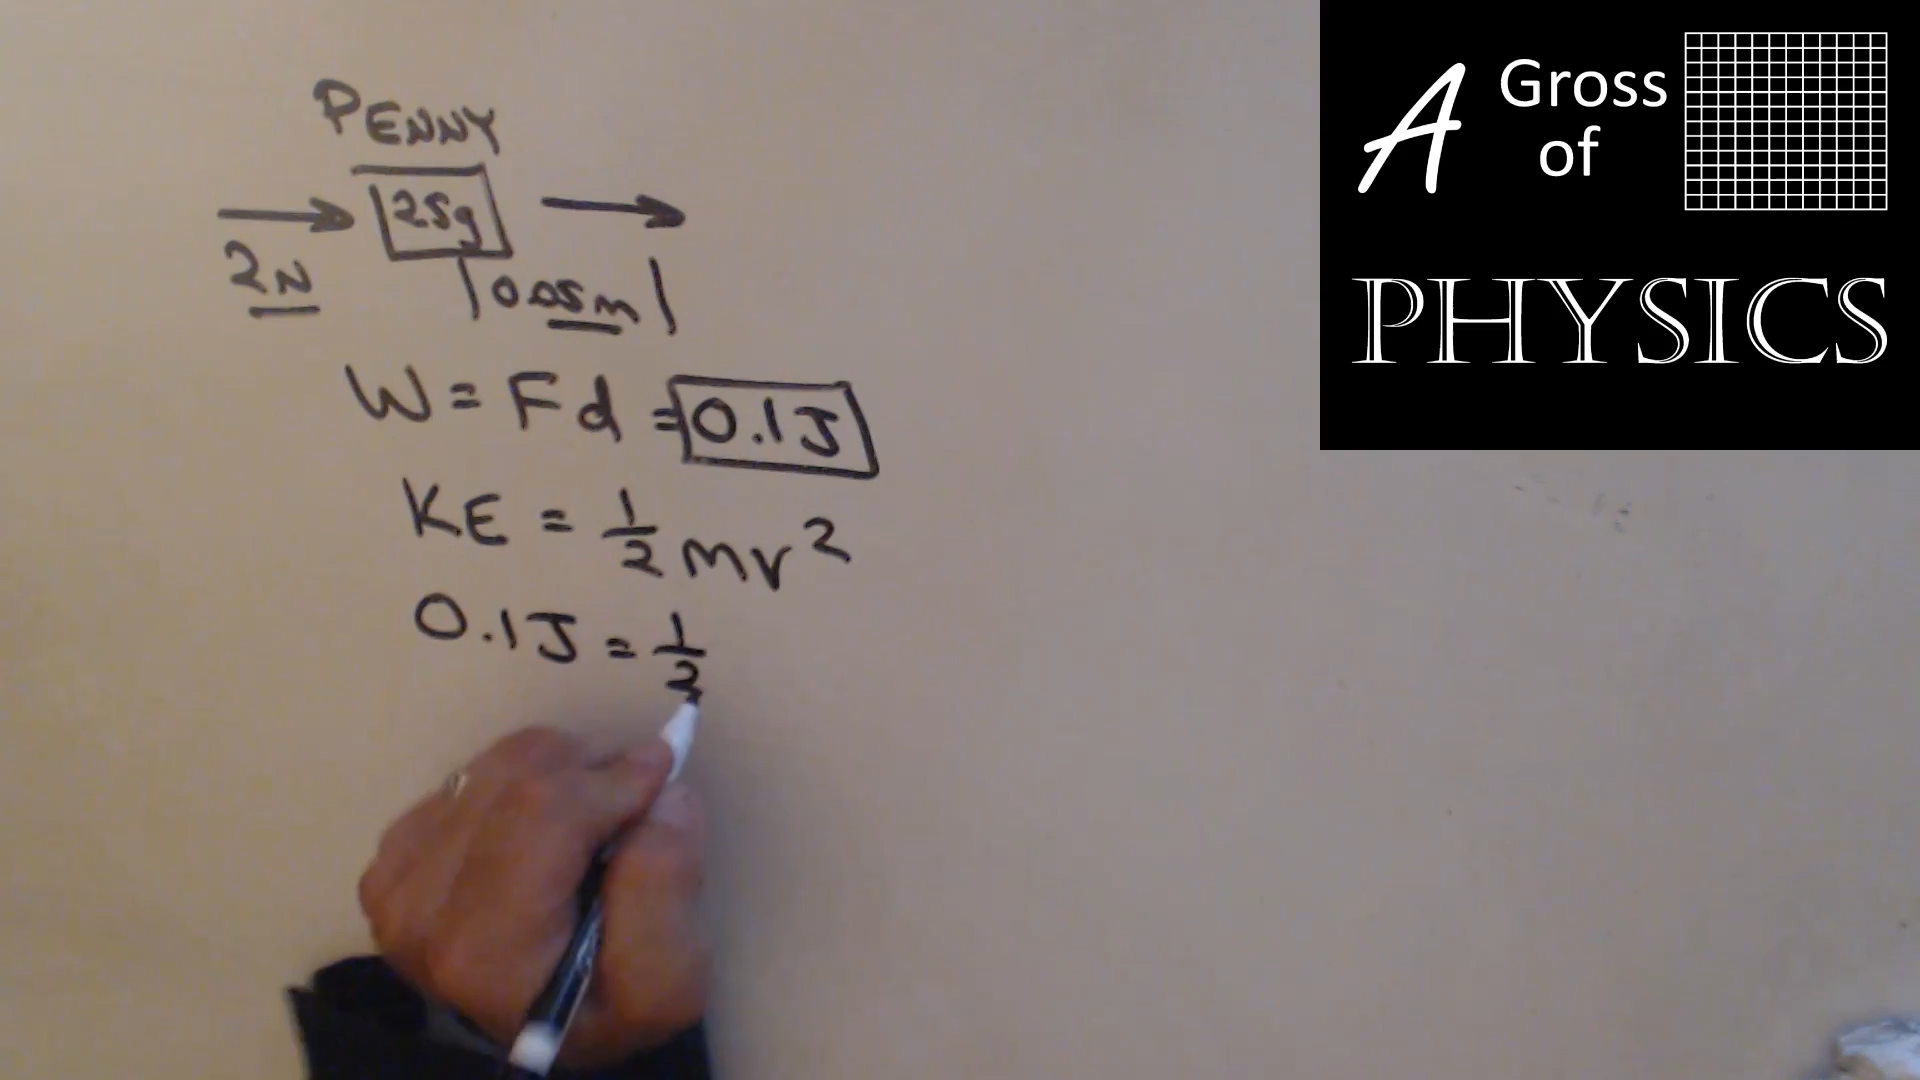 PENNY
25g
2N
0.05m
W = Fd = 0.1J
KE = 1/2 mv²
0.1J = 1/2
A Gross of
PHYSICS